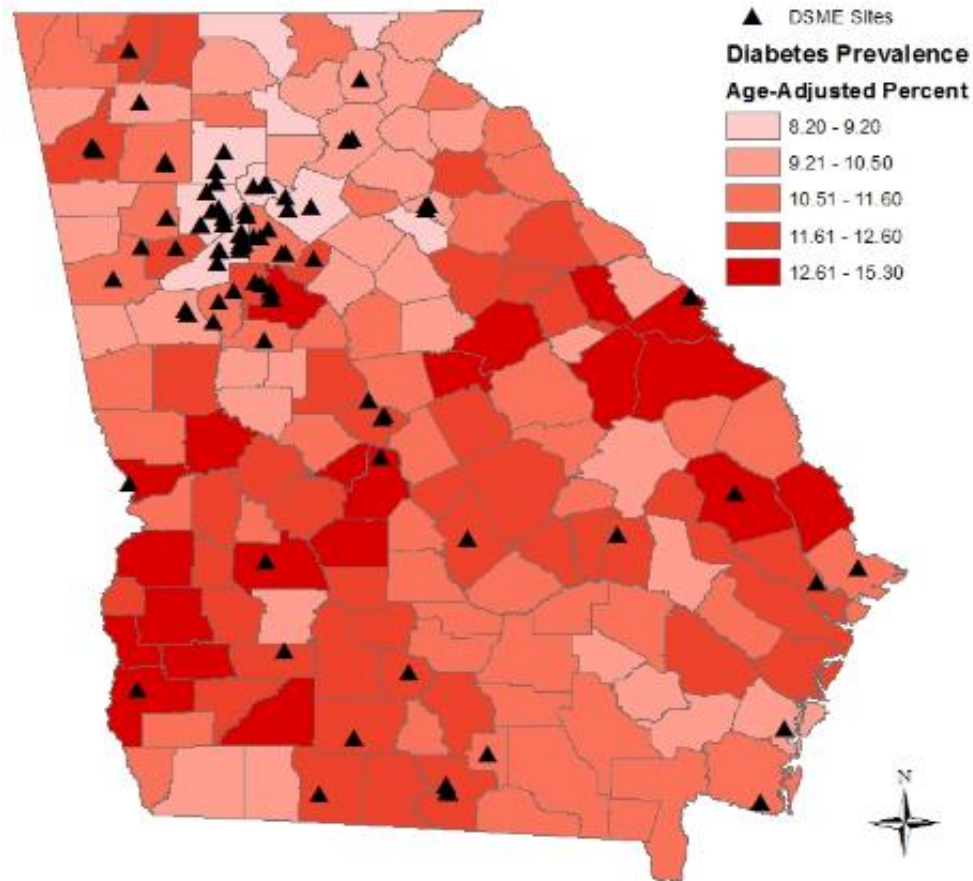 DSME Sites
Diabetes Prevalence
Age-Adjusted Percent
8.20 - 9.20
9.21 - 10.50
10.51 - 11.60
11.61 - 12.60
12.61 - 15.30
N